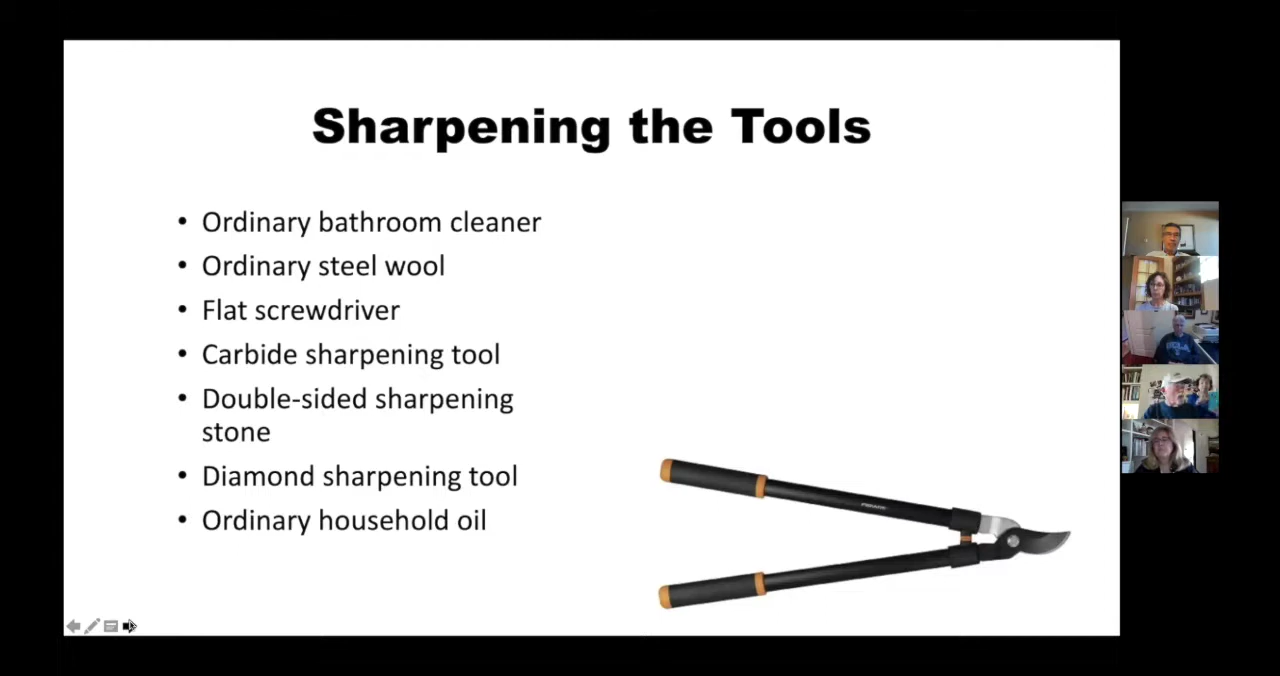 Sharpening the Tools
• Ordinary bathroom cleaner
• Ordinary steel wool
• Flat screwdriver
• Carbide sharpening tool
• Double-sided sharpening
stone
• Diamond sharpening tool
• Ordinary household oil